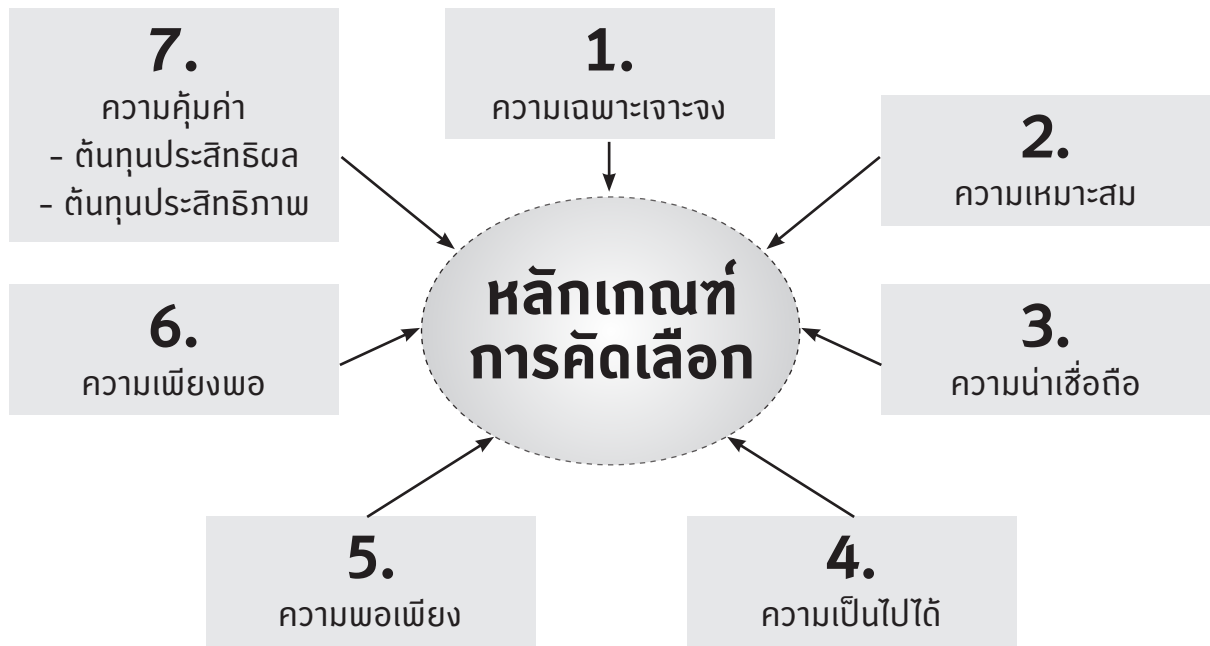 1.
ความเฉพาะเจาะจง
2.
ความเหมาะสม
3.
ความน่าเชื่อถือ
4.
ความเป็นไปได้
5.
ความพอเพียง
6.
ความเพียงพอ
7.
ความคุ้มค่า
- ต้นทุนประสิทธิผล
- ต้นทุนประสิทธิภาพ
หลักเกณฑ์
การคัดเลือก